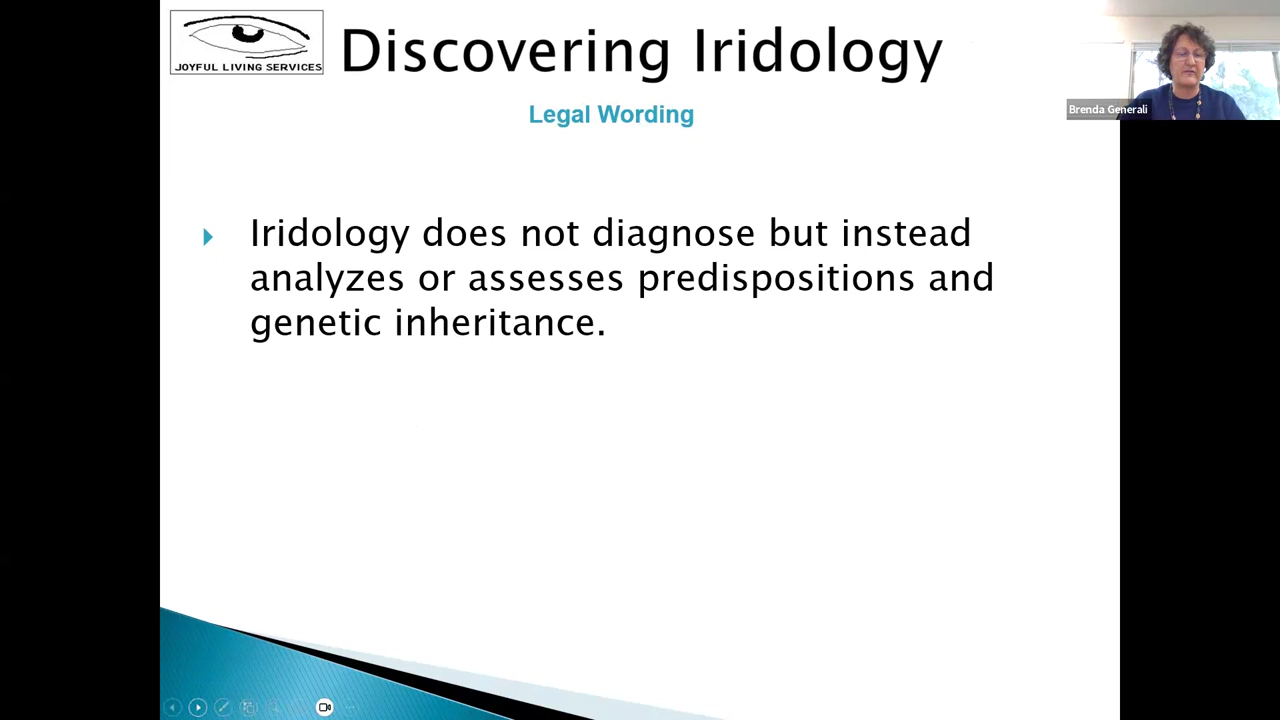 JOYFUL LIVING SERVICES
Discovering Iridology
Legal Wording
Brenda Generali
Iridology does not diagnose but instead
analyzes or assesses predispositions and
genetic inheritance.